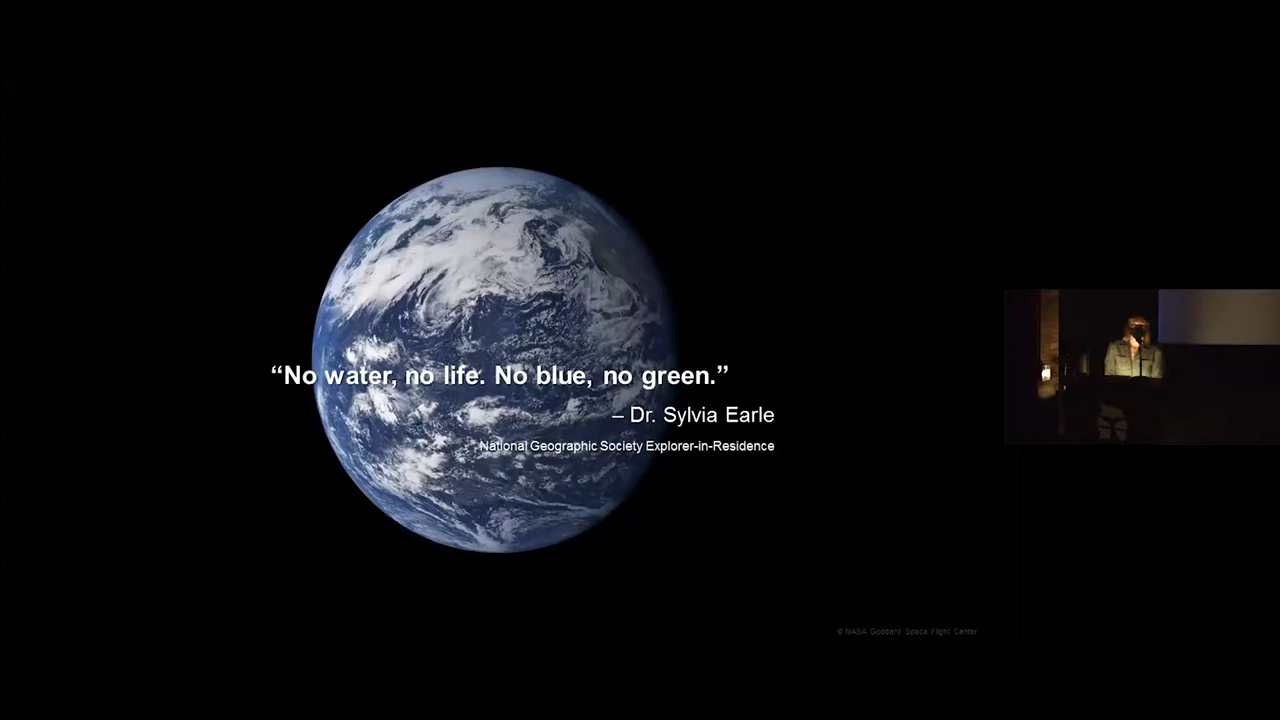 “No water, no life. No blue, no green.”
– Dr. Sylvia Earle
National Geographic Society Explorer-in-Residence
© NASA Goddard Space Flight Center